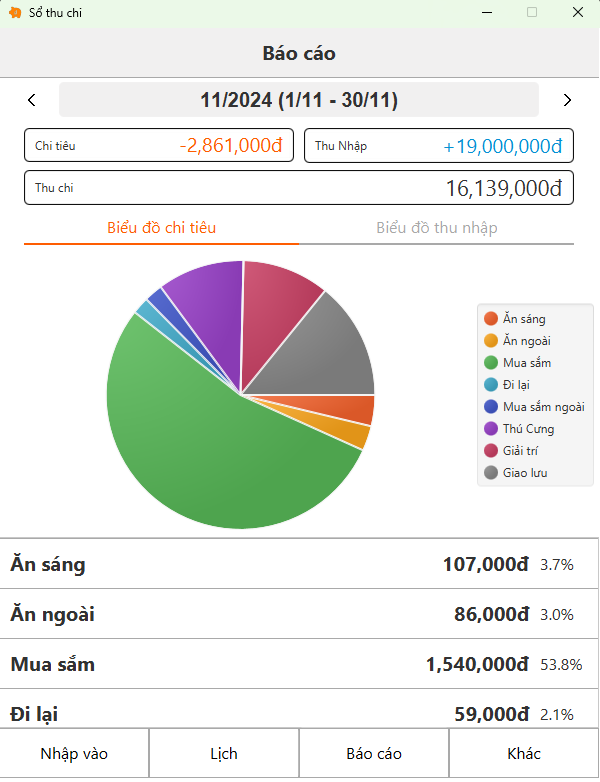 Sổ thu chi
Báo cáo
11/2024 (1/11 - 30/11)
Chi tiêu -2,861,000đ Thu Nhập +19,000,000đ
Thu chi 16,139,000đ
Biểu đồ chi tiêu Biểu đồ thu nhập
Ăn sáng
Ăn ngoài
Mua sắm
Đi lại
Mua sắm ngoài
Thú Cưng
Giải trí
Giao lưu
Ăn sáng 107,000đ 3.7%
Ăn ngoài 86,000đ 3.0%
Mua sắm 1,540,000đ 53.8%
Đi lại 59,000đ 2.1%
Nhập vào Lịch Báo cáo Khác